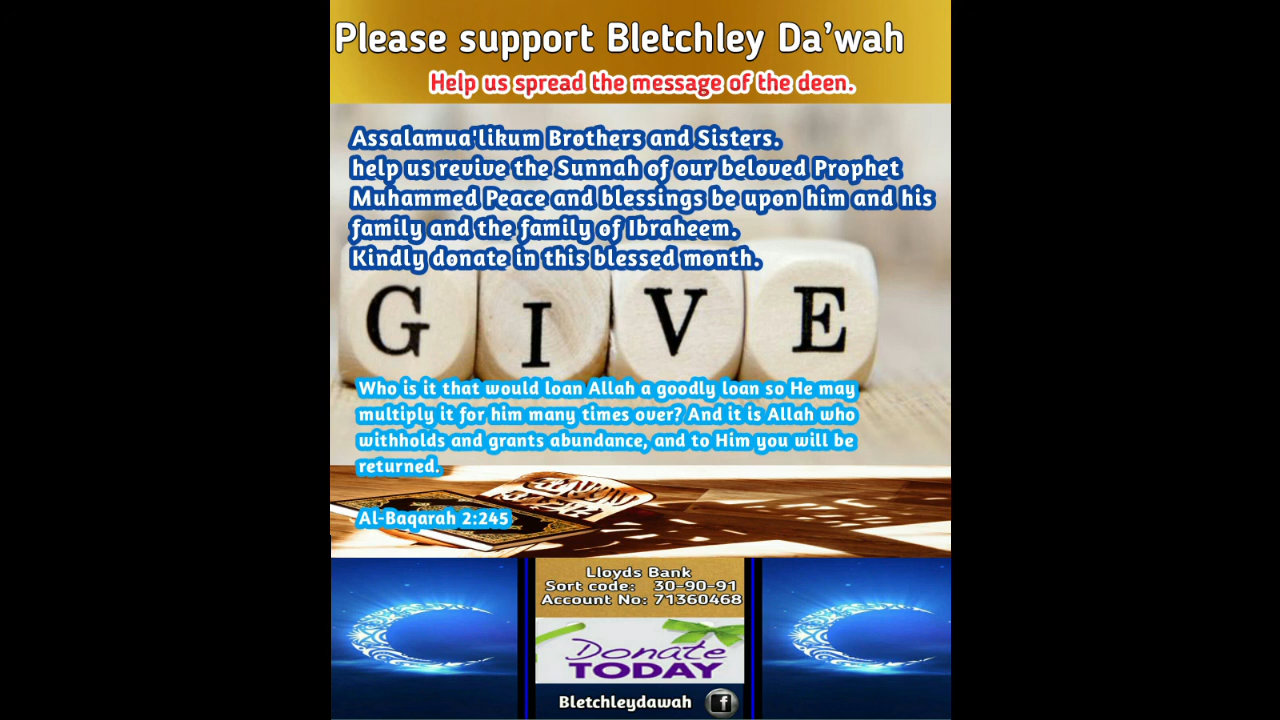 Please support Bletchley Da’wah
Help us spread the message of the deen.
Assalamua'likum Brothers and Sisters.
help us revive the Sunnah of our beloved Prophet
Muhammed Peace and blessings be upon him and his
family and the family of Ibraheem.
Kindly donate in this blessed month.
GIVE
Who is it that would loan Allah a goodly loan so He may
multiply it for him many times over? And it is Allah who
withholds and grants abundance, and to Him you will be
returned.
Al-Baqarah 2:245
Lloyds Bank
Sort code: 30-90-91
Account No: 71360468
Donate
TODAY
Bletchleydawah f